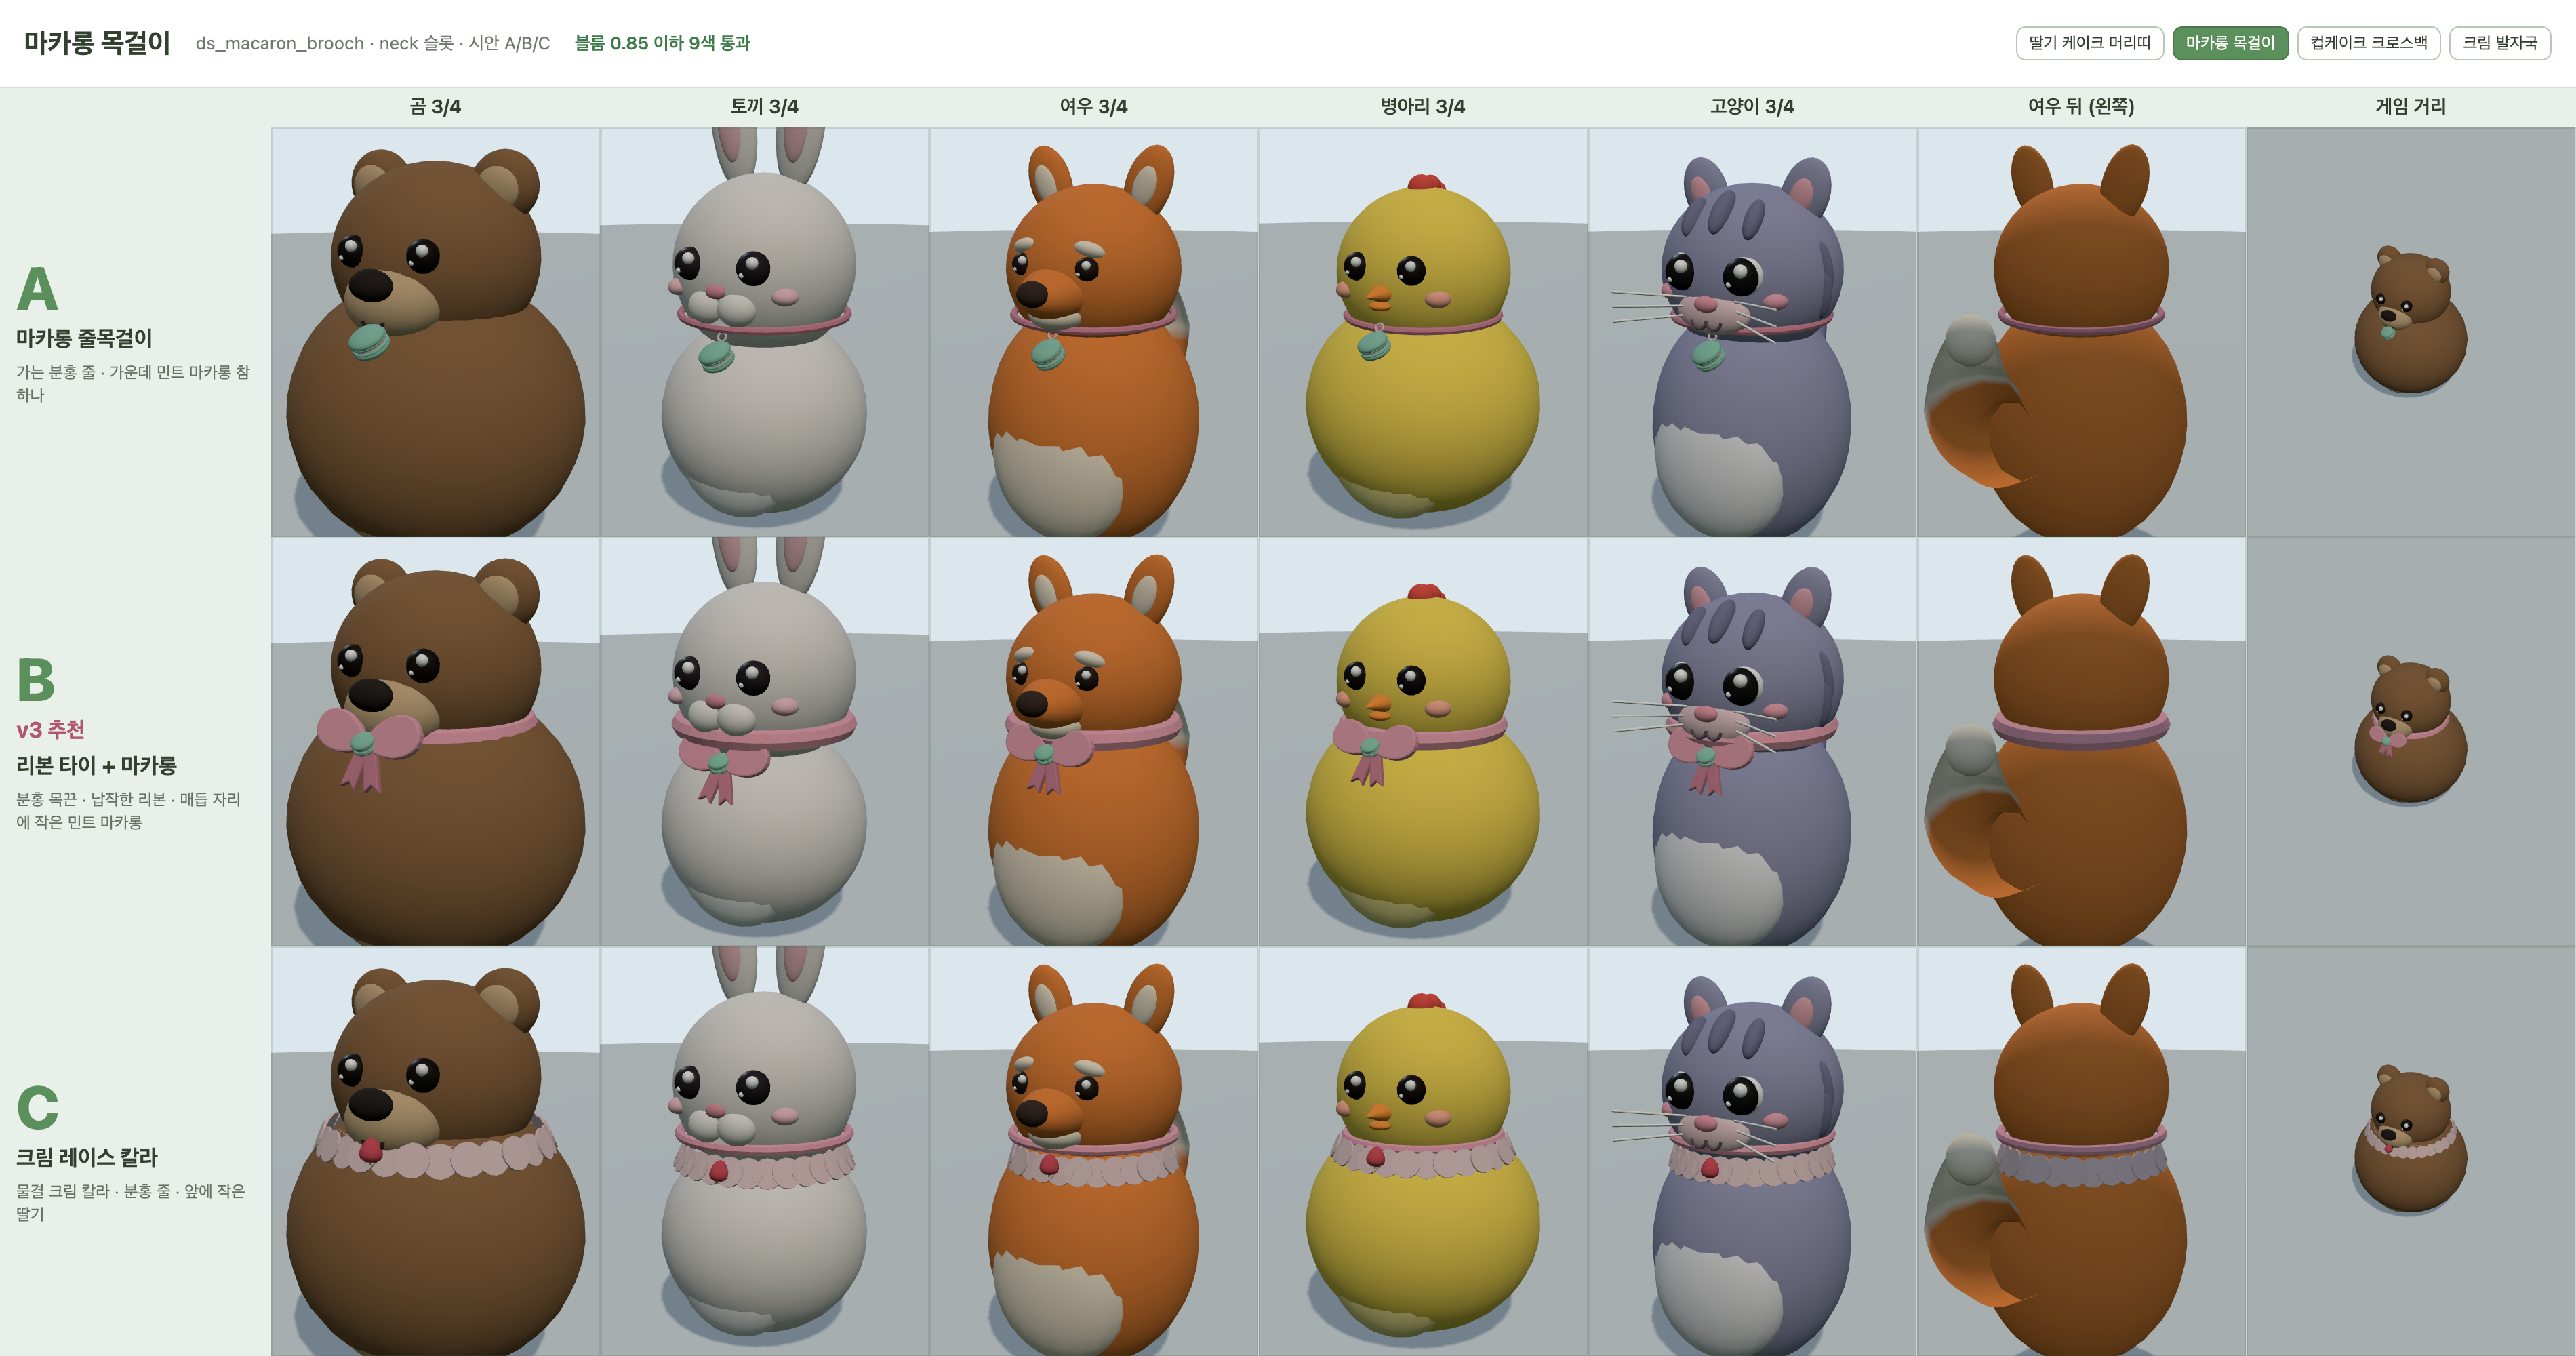 마카롱 목걸이 ds_macaron_brooch · neck 슬롯 · 시안 A/B/C 블룸 0.85 이하 9색 통과 딸기 케이크 머리띠 마카롱 목걸이 컵케이크 크로스백 크림 발자국
곰 3/4 토끼 3/4 여우 3/4 병아리 3/4 고양이 3/4 여우 뒤 (왼쪽) 게임 거리
A
마카롱 줄목걸이
가는 분홍 줄 · 가운데 민트 마카롱 참
하나
B
v3 추천
리본 타이 + 마카롱
분홍 목끈 · 납작한 리본 · 매듭 자리
에 작은 민트 마카롱
C
크림 레이스 칼라
물결 크림 칼라 · 분홍 줄 · 앞에 작은
딸기